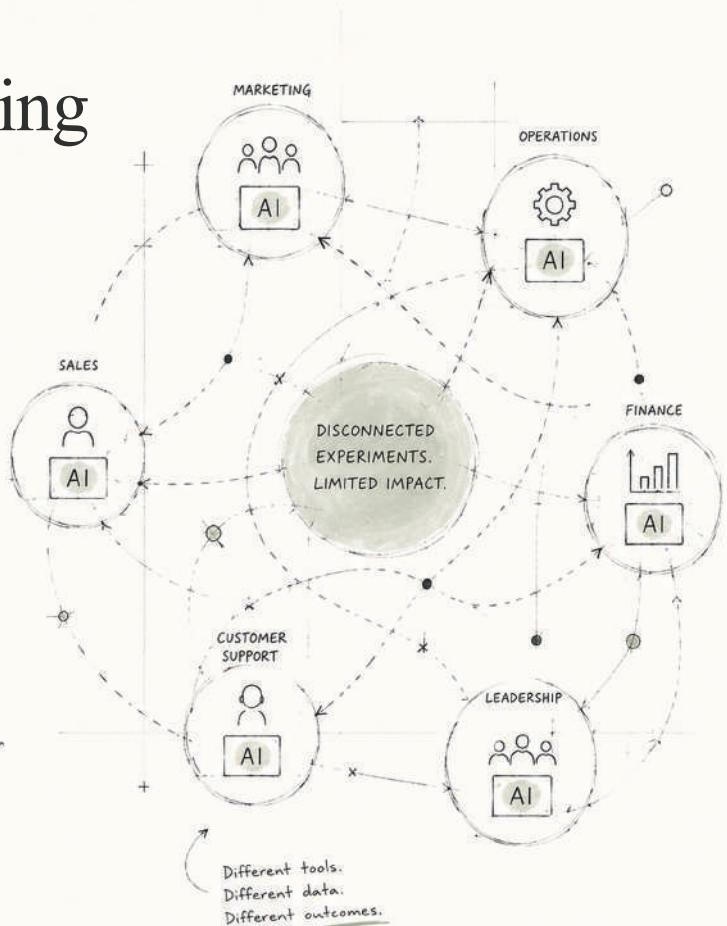 ing
MARKETING
AI
OPERATIONS
AI
SALES
AI
DISCONNECTED
EXPERIMENTS.
LIMITED IMPACT.
FINANCE
AI
CUSTOMER
SUPPORT
AI
LEADERSHIP
AI
Different tools.
Different data.
Different outcomes.